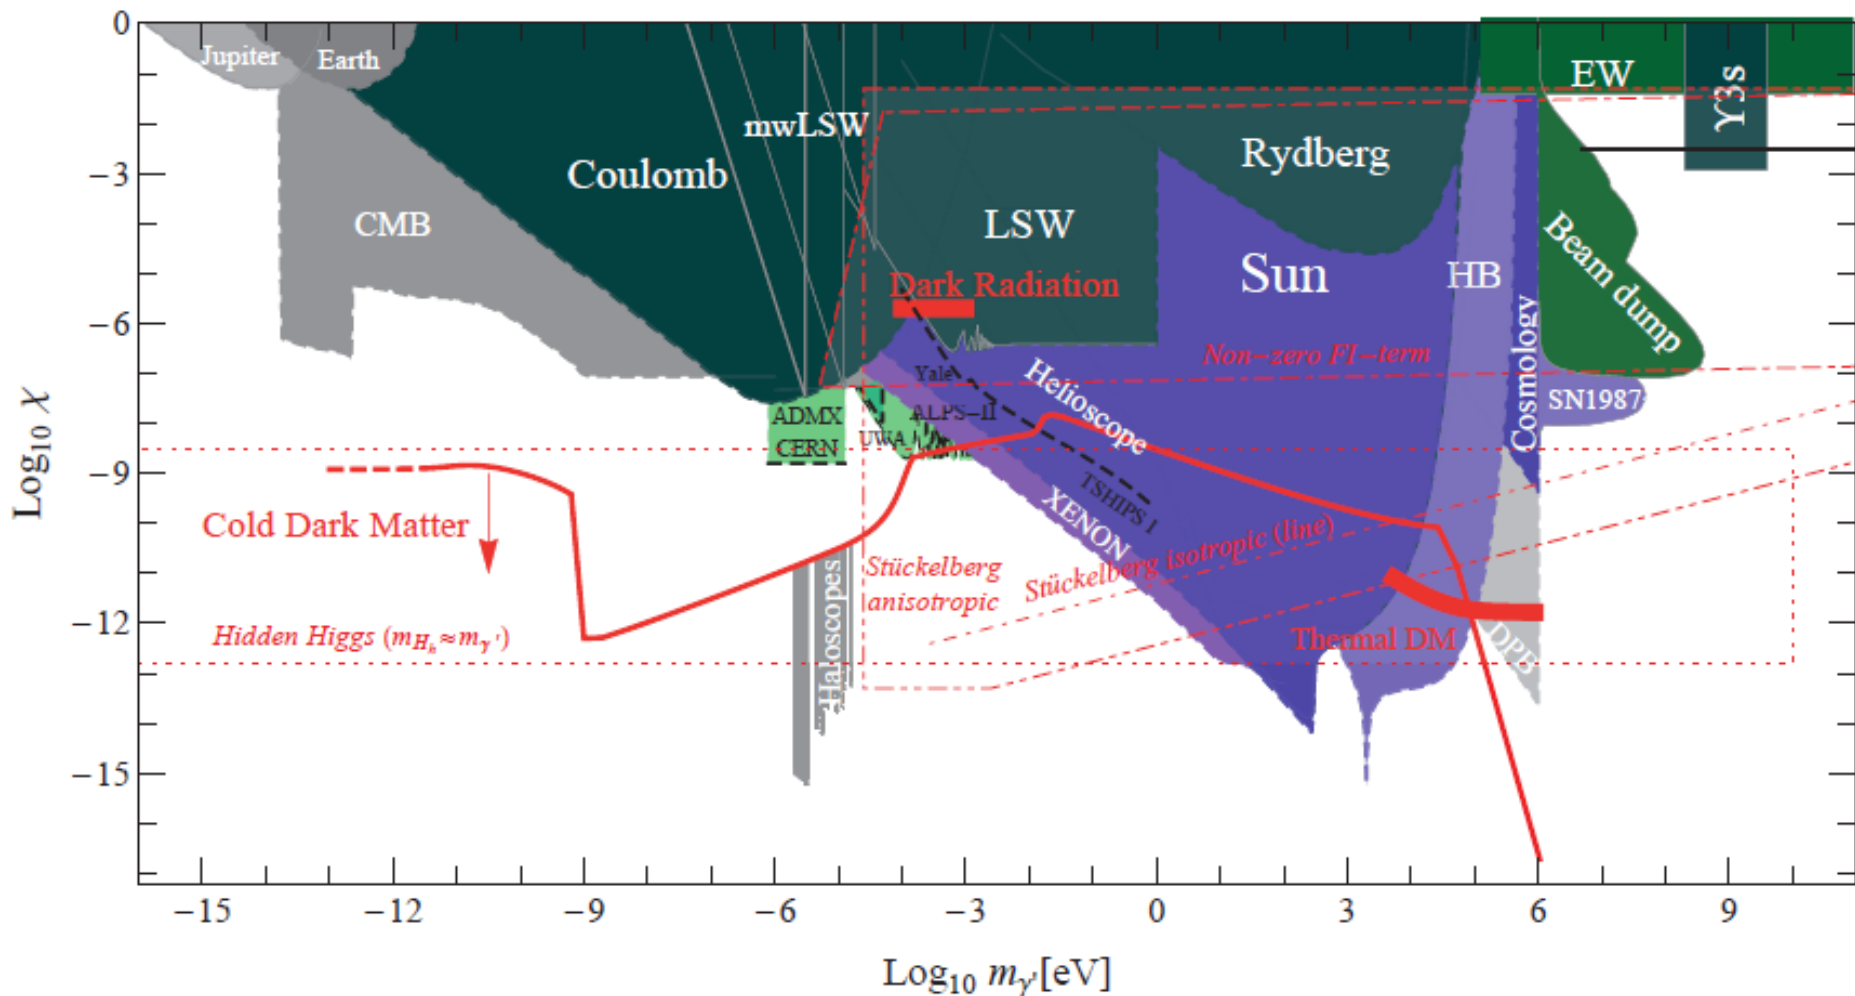 0
−3
−6
−9
−12
−15
Log₁₀ χ
Jupiter
Earth
CMB
Coulomb
mwLSW
LSW
Rydberg
Sun
HB
Cosmology
EW
ϒ3s
Beam dump
SN1987
Dark Radiation
Non−zero FI−term
Helioscope
Yale
ALPS−II
UWA
ADMX
CERN
TSHIPS I
XENON
Cold Dark Matter
Haloscopes
Stückelberg
anisotropic
Stückelberg isotropic (line)
Hidden Higgs (m_{H_h}≈m_{γ'})
Thermal DM
DPB
−15 −12 −9 −6 −3 0 3 6 9
Log₁₀ m_{γ'}[eV]